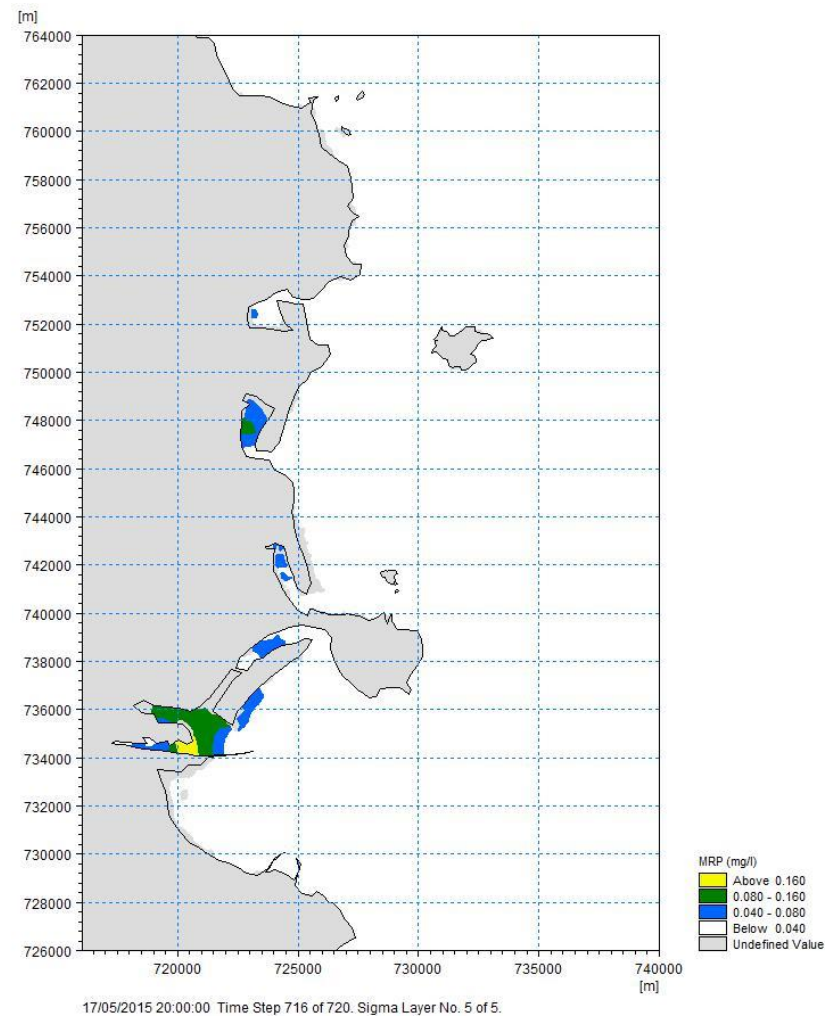 [m]
764000
762000
760000
758000
756000
754000
752000
750000
748000
746000
744000
742000
740000
738000
736000
734000
732000
730000
728000
726000
720000 725000 730000 735000 740000
[m]
MRP (mg/l)
Above 0.160
0.080 - 0.160
0.040 - 0.080
Below 0.040
Undefined Value
17/05/2015 20:00:00 Time Step 716 of 720. Sigma Layer No. 5 of 5.